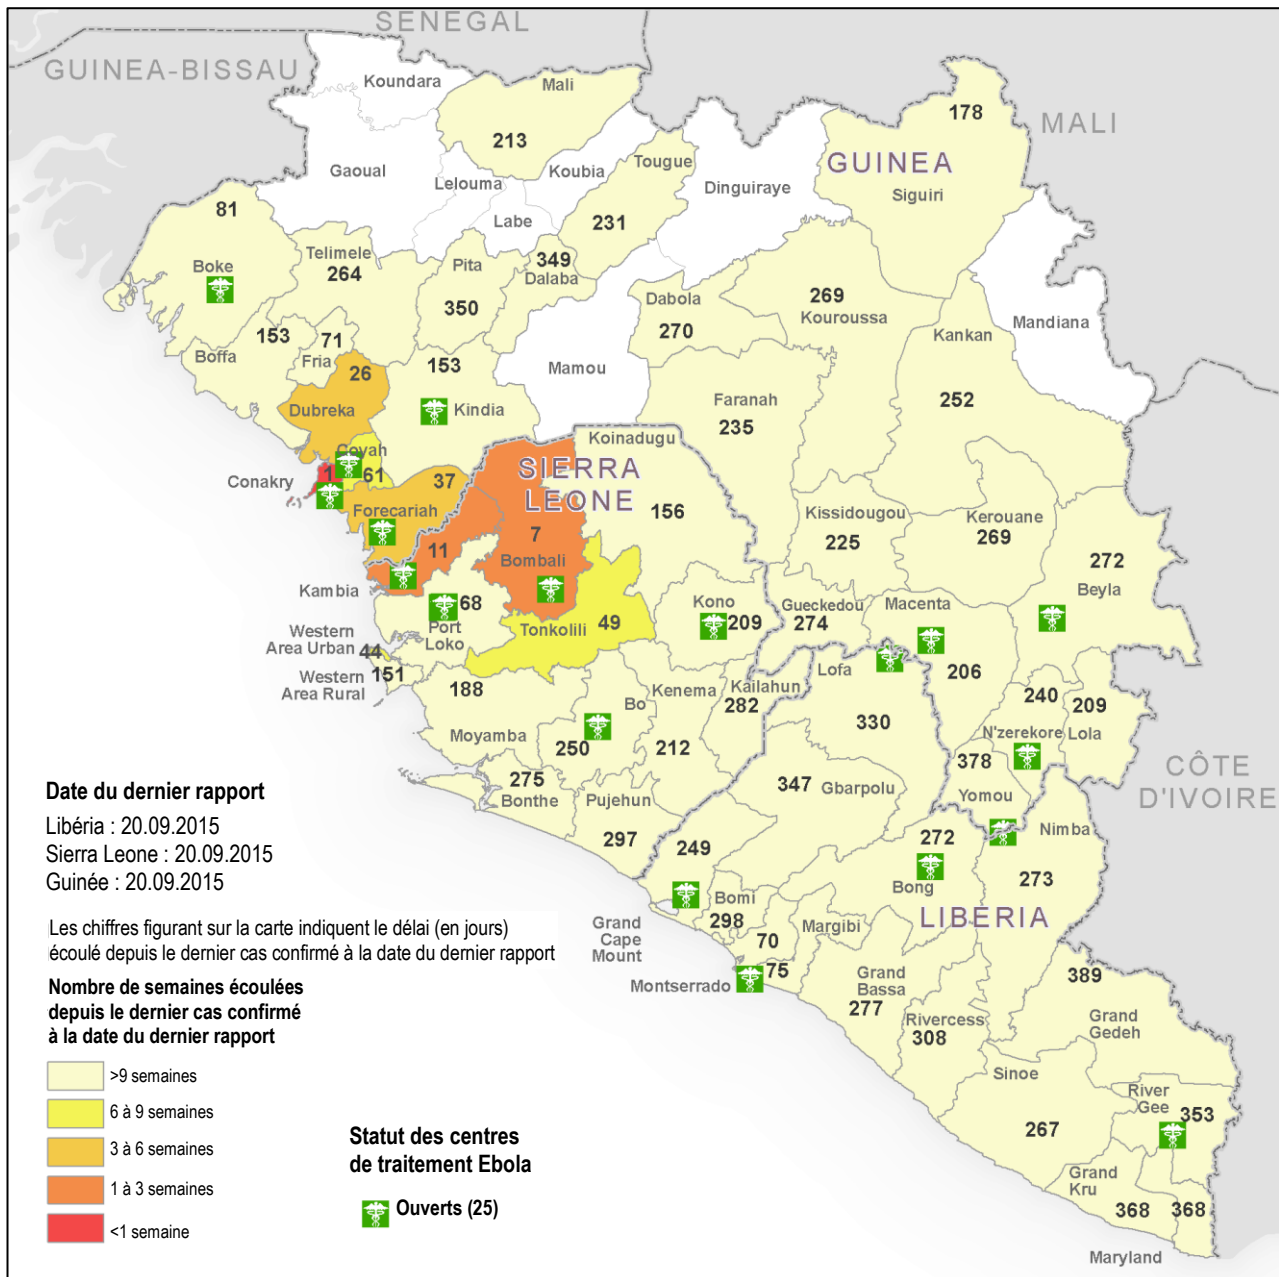 SENEGAL
GUINEA-BISSAU
Koundara
Mali
178
MALI
213
Gaoual
Lelouma
Koubia
Tougue
Dinguiraye
GUINEA
Siguiri
81
Labe
231
Telimele
264
Pita
349
Dalaba
Boke
350
Dabola
270
269
Kouroussa
Kankan
Mandiana
153
71
Boffa
Fria
26
153
Mamou
Dubreka
Kindia
Faranah
235
252
Koinadugu
Coyah
SIERRA
LEONE
Conakry
1
61
37
Forecariah
156
Kissidougou
225
Kerouane
269
272
Beyla
11
7
Bombali
Kambia
68
Port
Loko
Tonkolili
49
Kono
209
Gueckedou
274
Macenta
206
Western
Area Urban
44
151
Western
Area Rural
188
Kenema
Kailahun
282
Lofa
330
240
209
N'zerekore
Lola
Moyamba
Bo
250
212
378
Yomou
CÔTE
D'IVOIRE
275
Bonthe
Pujehun
297
347
Gbarpolu
Nimba
249
272
Bong
273
Bomi
298
Grand
Cape
Mount
Margibi
70
LIBERIA
Montserrado
75
Grand
Bassa
277
389
Grand
Gedeh
Rivercess
308
Sinoe
267
River
Gee
353
Grand
Kru
368
368
Maryland
Date du dernier rapport
Libéria : 20.09.2015
Sierra Leone : 20.09.2015
Guinée : 20.09.2015
Les chiffres figurant sur la carte indiquent le délai (en jours)
écoulé depuis le dernier cas confirmé à la date du dernier rapport
Nombre de semaines écoulées
depuis le dernier cas confirmé
à la date du dernier rapport
>9 semaines
6 à 9 semaines
3 à 6 semaines
1 à 3 semaines
<1 semaine
Statut des centres
de traitement Ebola
Ouverts (25)